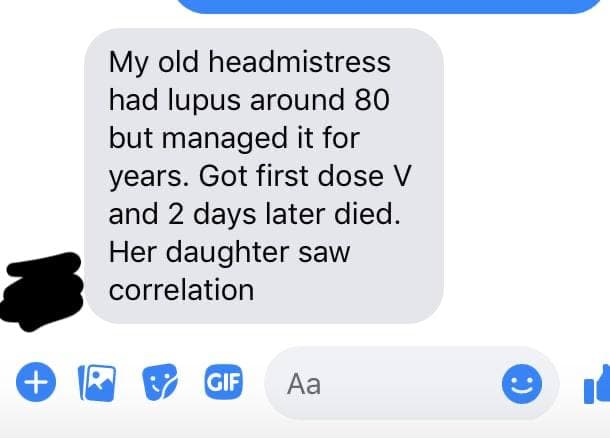 My old headmistress
had lupus around 80
but managed it for
years. Got first dose V
and 2 days later died.
Her daughter saw
correlation
GIF
Aa